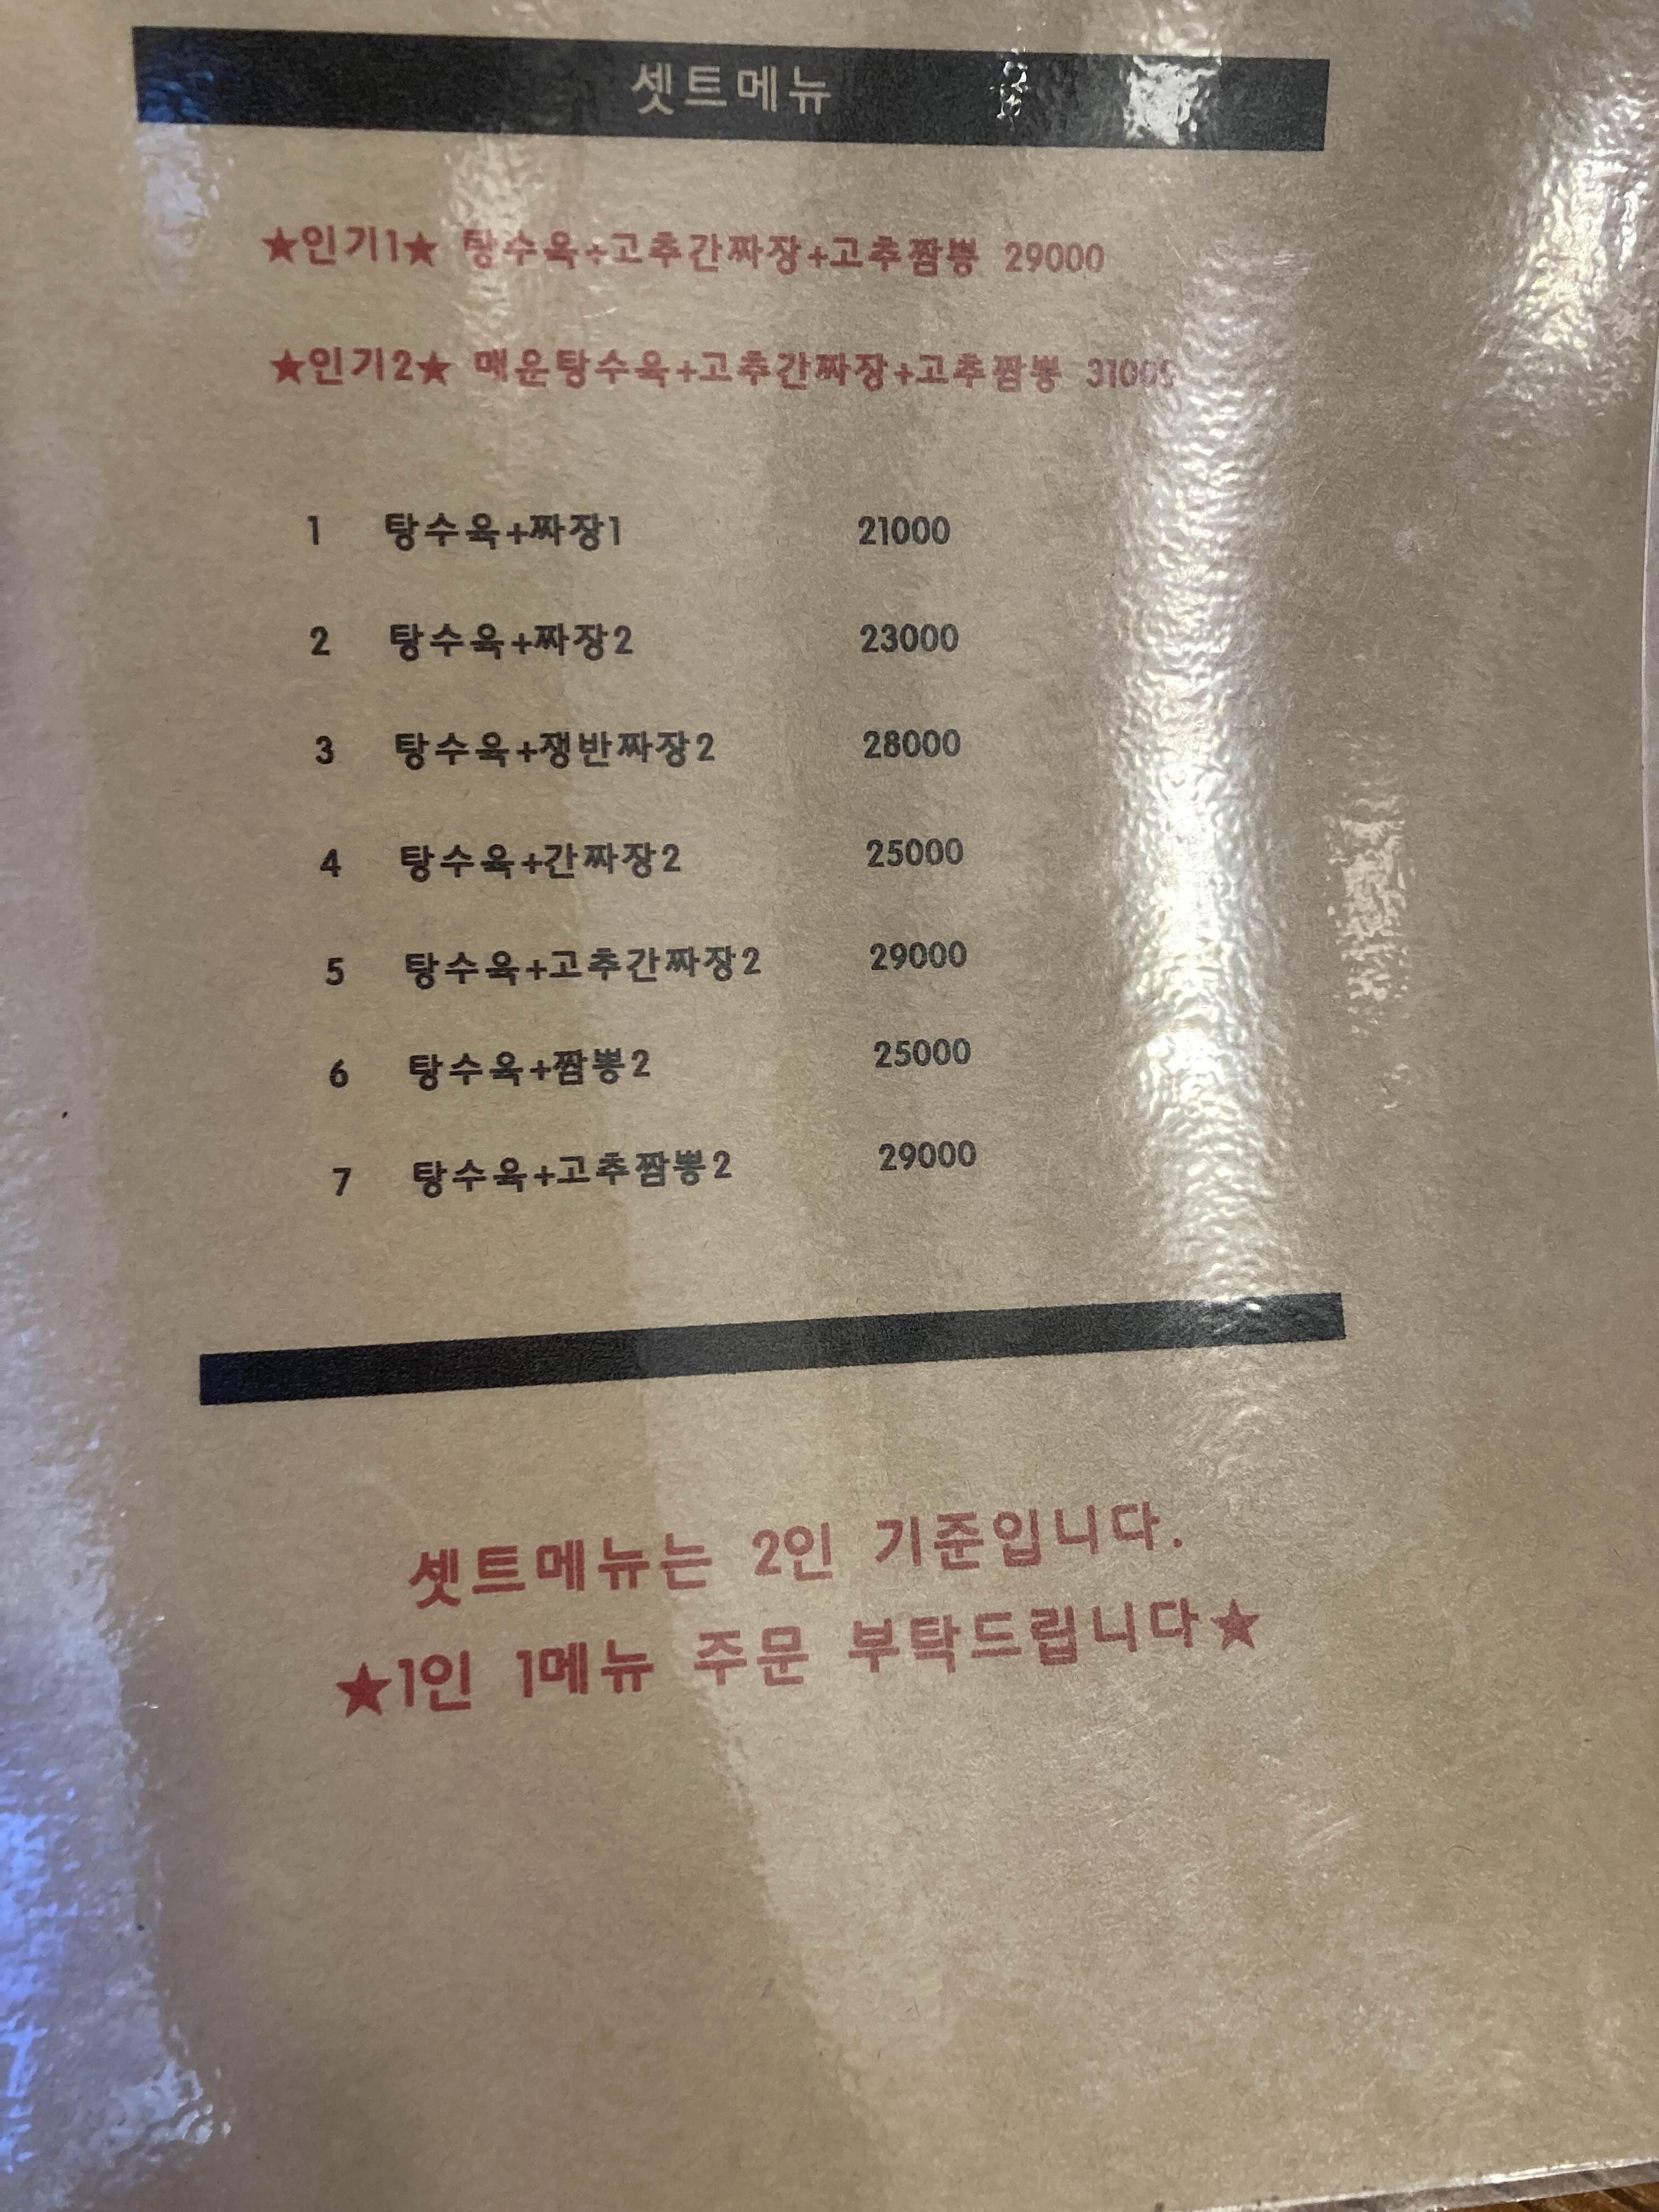 셋트메뉴
★인기1★ 탕수육+고추간짜장+고추짬뽕 29000
★인기2★ 매운탕수육+고추간짜장+고추짬뽕 31000
1 탕수육+짜장1 21000
2 탕수육+짜장2 23000
3 탕수육+쟁반짜장2 28000
4 탕수육+간짜장2 25000
5 탕수육+고추간짜장2 29000
6 탕수육+짬뽕2 25000
7 탕수육+고추짬뽕2 29000
셋트메뉴는 2인 기준입니다.
★1인 1메뉴 주문 부탁드립니다★